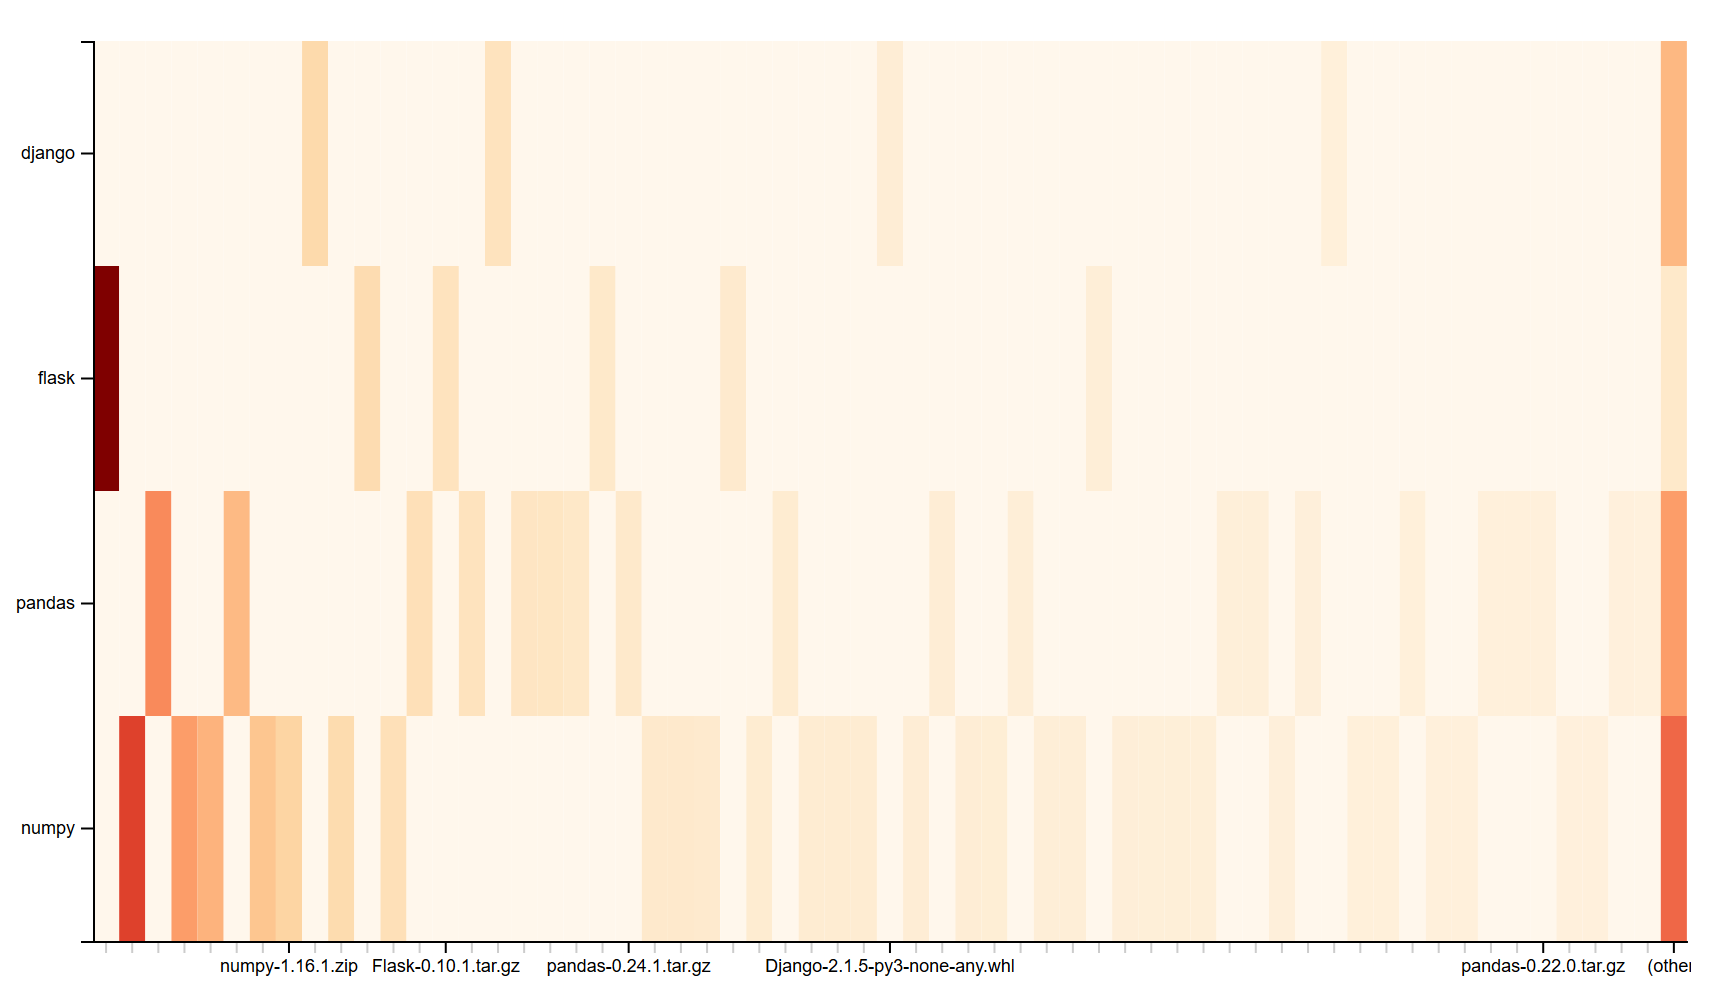 django
flask
pandas
numpy
numpy-1.16.1.zip Flask-0.10.1.tar.gz pandas-0.24.1.tar.gz Django-2.1.5-py3-none-any.whl pandas-0.22.0.tar.gz (other